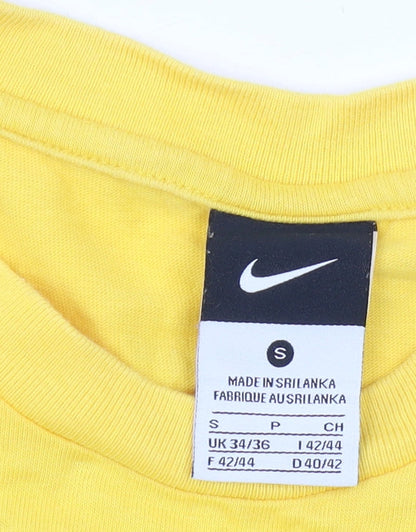 S
MADE IN SRI LANKA
FABRIQUE AU SRI LANKA
S P CH
UK 34/36 I 42/44
F 42/44 D 40/42